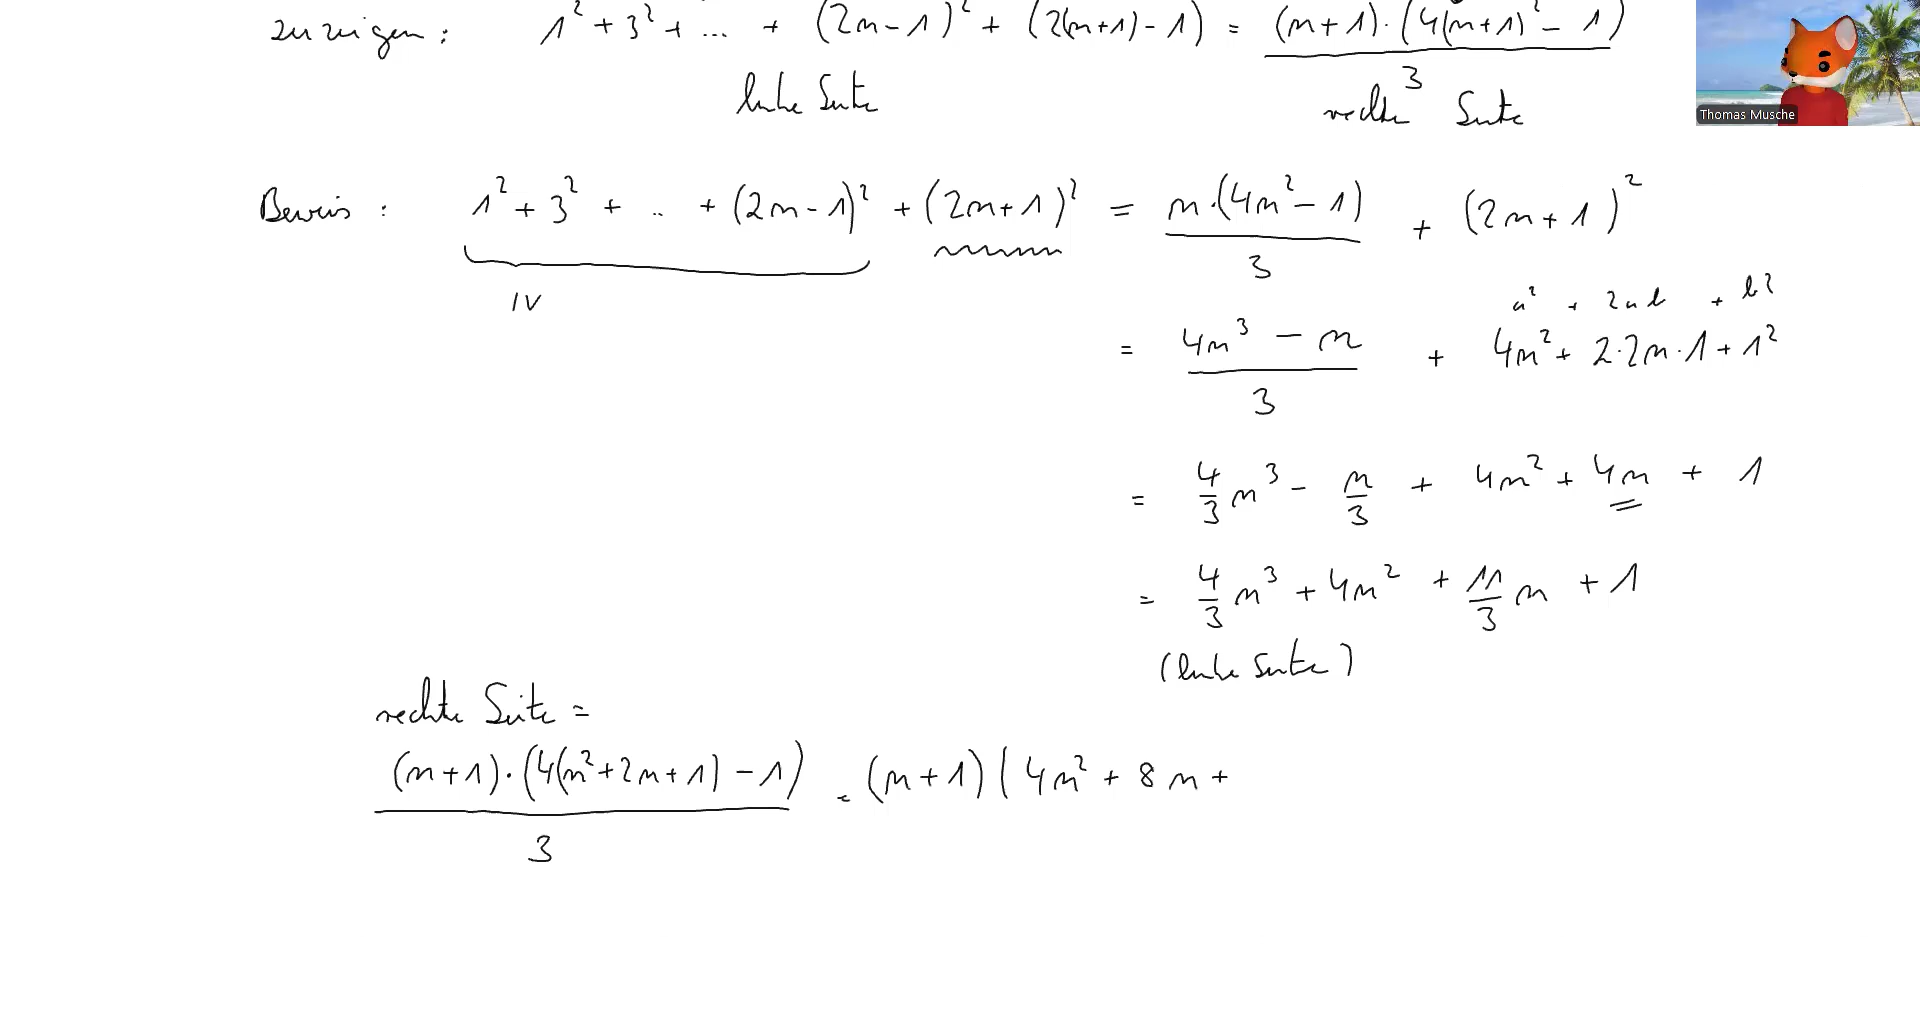 zu zeigen: 1² + 3² + ... + (2n-1)² + (2(n+1)-1) = (n+1)·(4(n+1)²-1) / 3
linke Seite rechte Seite
Thomas Musche
Beweis: 1² + 3² + .. + (2n-1)² + (2n+1)² = n·(4n²-1) / 3 + (2n+1)²
IV
a² + 2ab + b²
= 4n³ - n / 3 + 4n² + 2·2n·1 + 1²
= 4/3 n³ - n/3 + 4n² + 4n + 1
= 4/3 n³ + 4n² + 11/3 n + 1
(linke Seite)
rechte Seite =
(n+1)·(4(n²+2n+1)-1) / 3 = (n+1)(4n² + 8n +